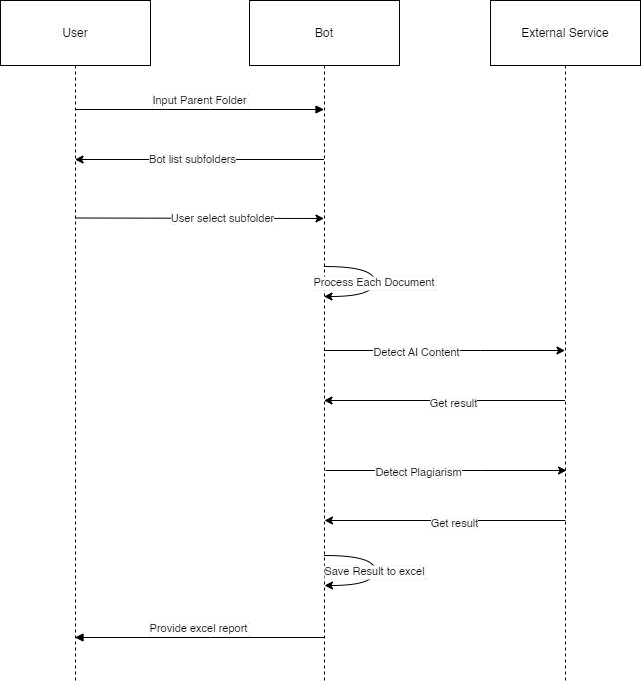 User
Bot
External Service
Input Parent Folder
Bot list subfolders
User select subfolder
Process Each Document
Detect AI Content
Get result
Detect Plagiarism
Get result
Save Result to excel
Provide excel report